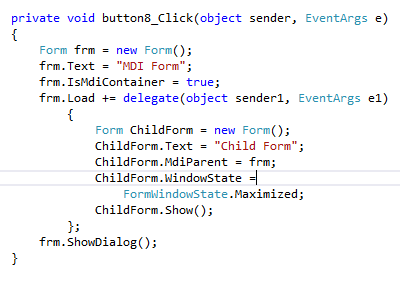 private void button8_Click(object sender, EventArgs e)
{
    Form frm = new Form();
    frm.Text = "MDI Form";
    frm.IsMdiContainer = true;
    frm.Load += delegate(object sender1, EventArgs e1)
        {
            Form ChildForm = new Form();
            ChildForm.Text = "Child Form";
            ChildForm.MdiParent = frm;
            ChildForm.WindowState =
                FormWindowState.Maximized;
            ChildForm.Show();
        };
    frm.ShowDialog();
}